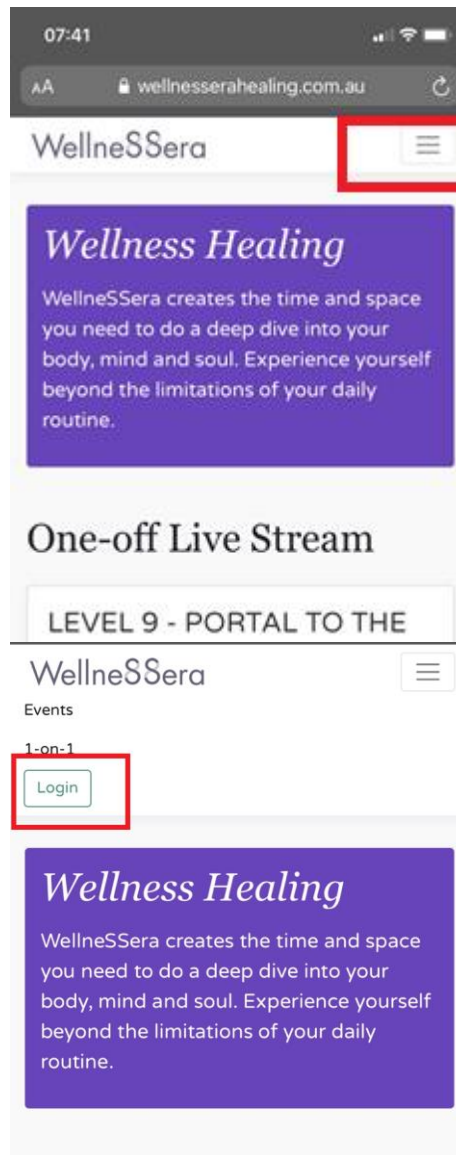 07:41
AA wellnesserahealing.com.au
WellneSSera
Wellness Healing
WellneSSera creates the time and space
you need to do a deep dive into your
body, mind and soul. Experience yourself
beyond the limitations of your daily
routine.
One-off Live Stream
LEVEL 9 - PORTAL TO THE
WellneSSera
Events
1-on-1
Login
Wellness Healing
WellneSSera creates the time and space
you need to do a deep dive into your
body, mind and soul. Experience yourself
beyond the limitations of your daily
routine.